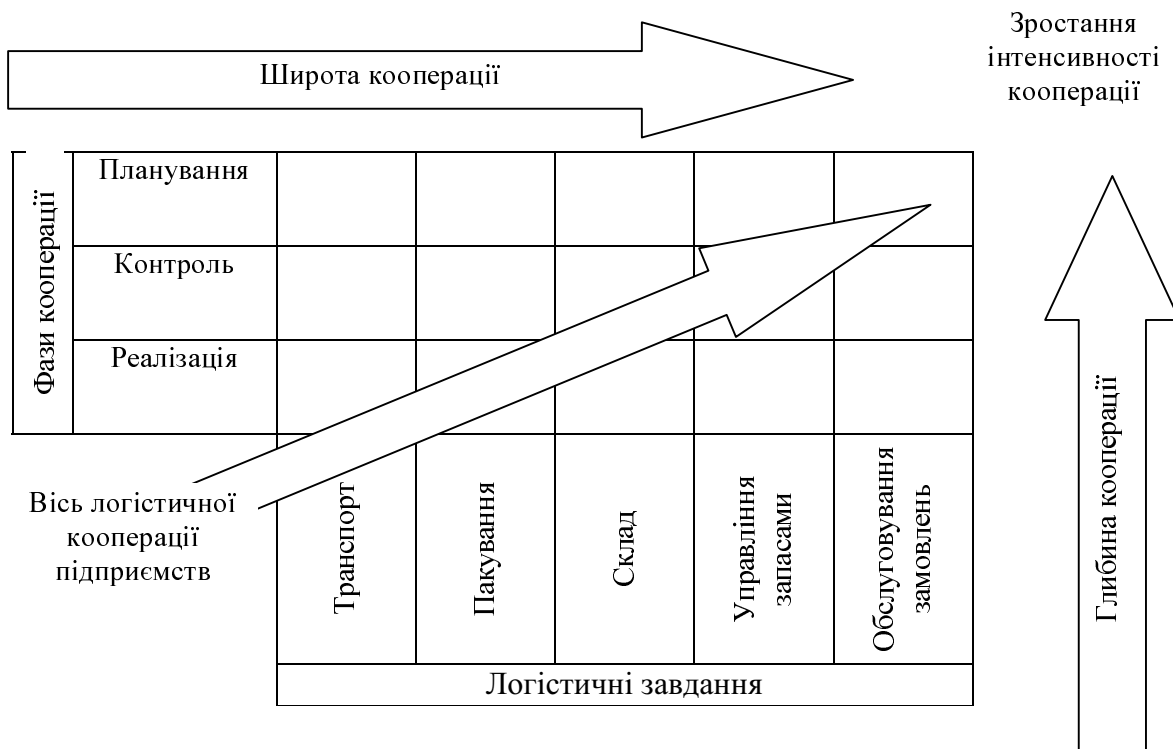 Широта кооперації
Зростання
інтенсивності
кооперації
Фази кооперації
Планування
Контроль
Реалізація
Вісь логістичної
кооперації
підприємств
Транспорт
Пакування
Склад
Управління
запасами
Обслуговування
замовлень
Логістичні завдання
Глибина кооперації